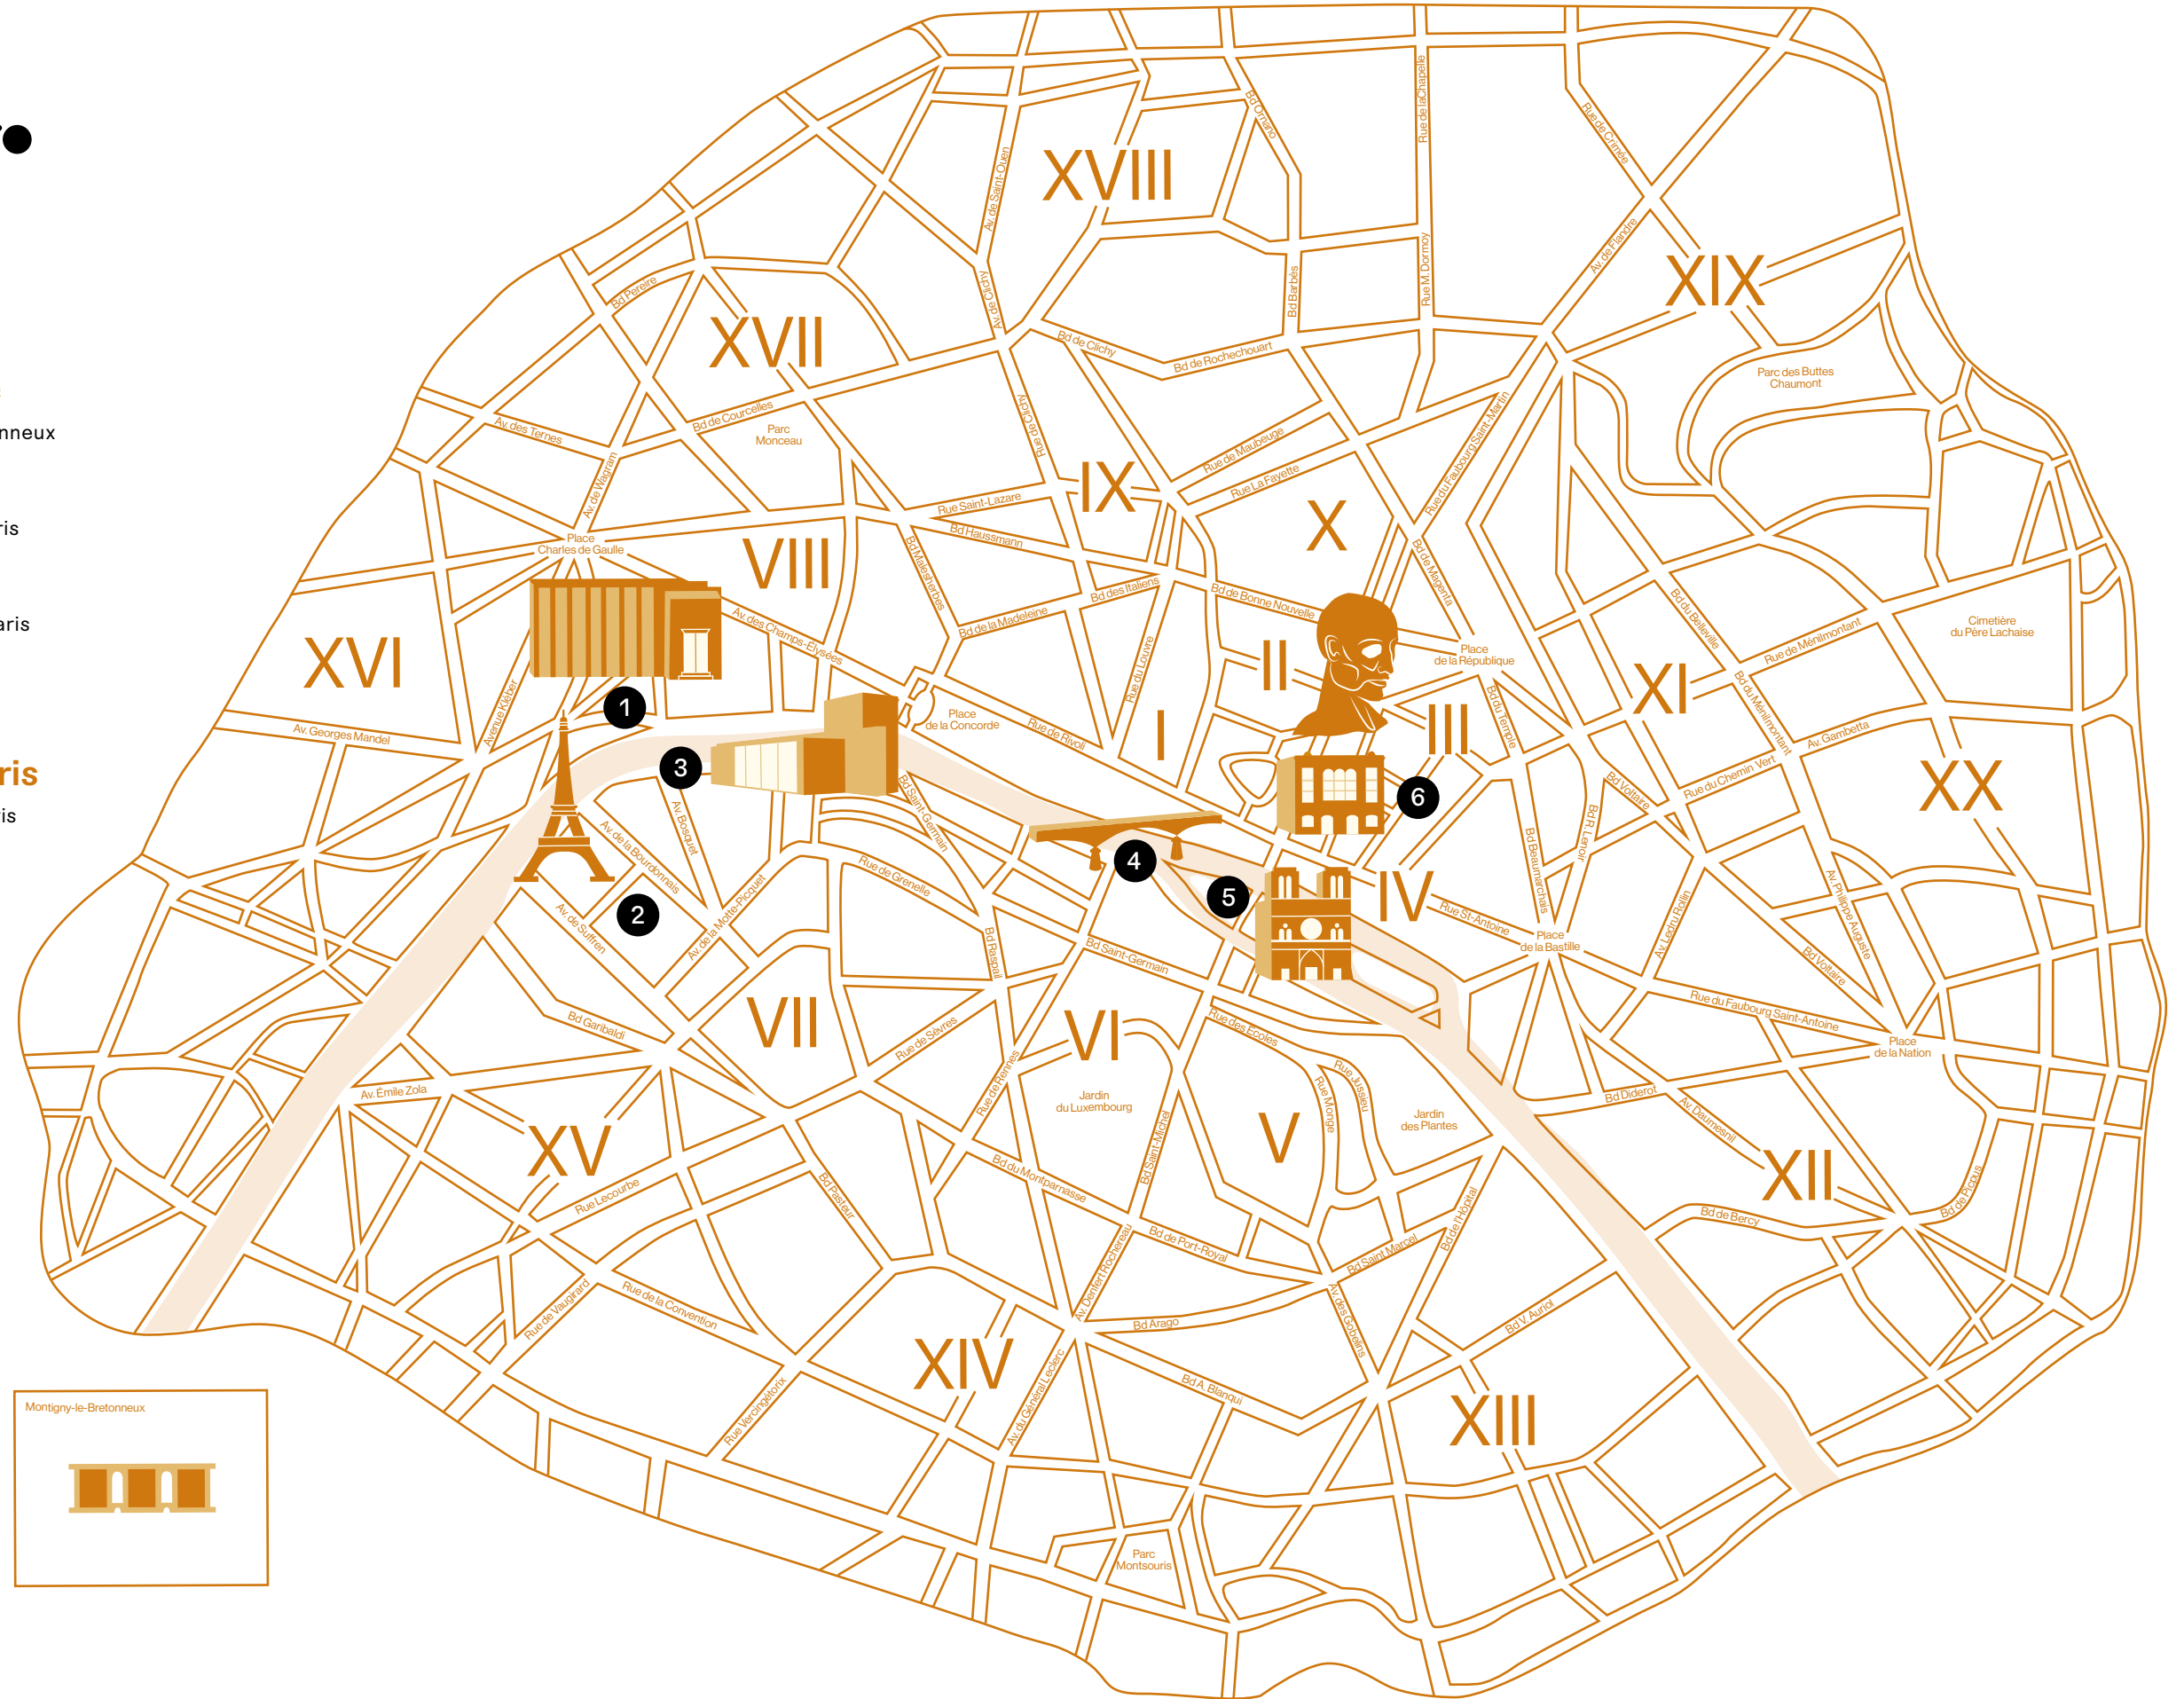 nneux
ris
aris
ris
is
XVIII
XIX
XVII
IX
X
VIII
XVI
II
XI
I
III
XX
IV
VII
VI
V
XV
XII
XIV
XIII
1
2
3
4
5
6
Bd Ornano
Rue de la Chapelle
Rue de Crimée
Av. de Saint-Ouen
Av. de Flandre
Rue M. Dormoy
Bd Barbès
Av. de Clichy
Bd Pereire
Bd de Clichy
Bd de Rochechouart
Parc des Buttes
Chaumont
Av. des Ternes
Bd de Courcelles
Parc
Monceau
Rue de Clichy
Rue de Maubeuge
Rue La Fayette
Rue du Faubourg Saint-Martin
Av. de Wagram
Rue Saint-Lazare
Bd Haussmann
Place
Charles de Gaulle
Bd Malesherbes
Bd de Magenta
Bd des Italiens
Bd de Bonne Nouvelle
Bd de la Madeleine
Av. des Champs-Elysées
Bd du Belleville
Rue de Ménilmontant
Cimetière
du Père Lachaise
Place
de la République
Rue du Louvre
Avenue Kléber
Av. Georges Mandel
Place
de la Concorde
Rue de Rivoli
Bd du Temple
Bd du Ménilmontant
Av. Gambetta
Rue du Chemin Vert
Bd Voltaire
Bd R. Lenoir
Bd Beaumarchais
Av. Bosquet
Av. de la Bourdonnais
Bd Saint-Germain
Rue de Grenelle
Av. de la Motte-Picquet
Av. de Suffren
Bd Raspail
Bd Saint-Germain
Rue St-Antoine
Place
de la Bastille
Av. Ledru Rollin
Av. Philippe Auguste
Bd Voltaire
Rue du Faubourg Saint-Antoine
Place
de la Nation
Bd Garibaldi
Rue de Sèvres
Rue de Rennes
Rue des Ecoles
Rue Jussieu
Rue Monge
Jardin
du Luxembourg
Jardin
des Plantes
Av. Émile Zola
Bd Diderot
Av. Daumesnil
Bd Saint-Michel
Bd du Montparnasse
Rue Lecourbe
Bd Pasteur
Bd de Port-Royal
Bd Saint Marcel
Bd de l'Hôpital
Bd de Bercy
Bd de Picpus
Av. Denfert Rochereau
Rue de la Convention
Rue de Vaugirard
Bd Arago
Av. des Gobelins
Bd V. Auriol
Av. du Général Leclerc
Bd A. Blanqui
Rue Vercingétorix
Parc
Montsouris
Montigny-le-Bretonneux